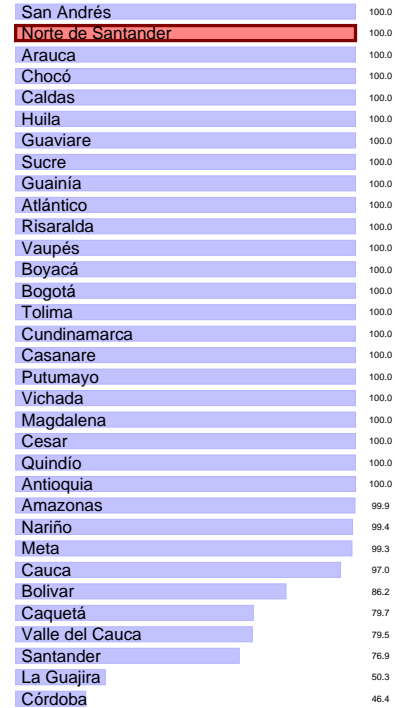 San Andrés 100.0
Norte de Santander 100.0
Arauca 100.0
Chocó 100.0
Caldas 100.0
Huila 100.0
Guaviare 100.0
Sucre 100.0
Guainía 100.0
Atlántico 100.0
Risaralda 100.0
Vaupés 100.0
Boyacá 100.0
Bogotá 100.0
Tolima 100.0
Cundinamarca 100.0
Casanare 100.0
Putumayo 100.0
Vichada 100.0
Magdalena 100.0
Cesar 100.0
Quindío 100.0
Antioquia 100.0
Amazonas 99.9
Nariño 99.4
Meta 99.3
Cauca 97.0
Bolivar 86.2
Caquetá 79.7
Valle del Cauca 79.5
Santander 76.9
La Guajira 50.3
Córdoba 46.4